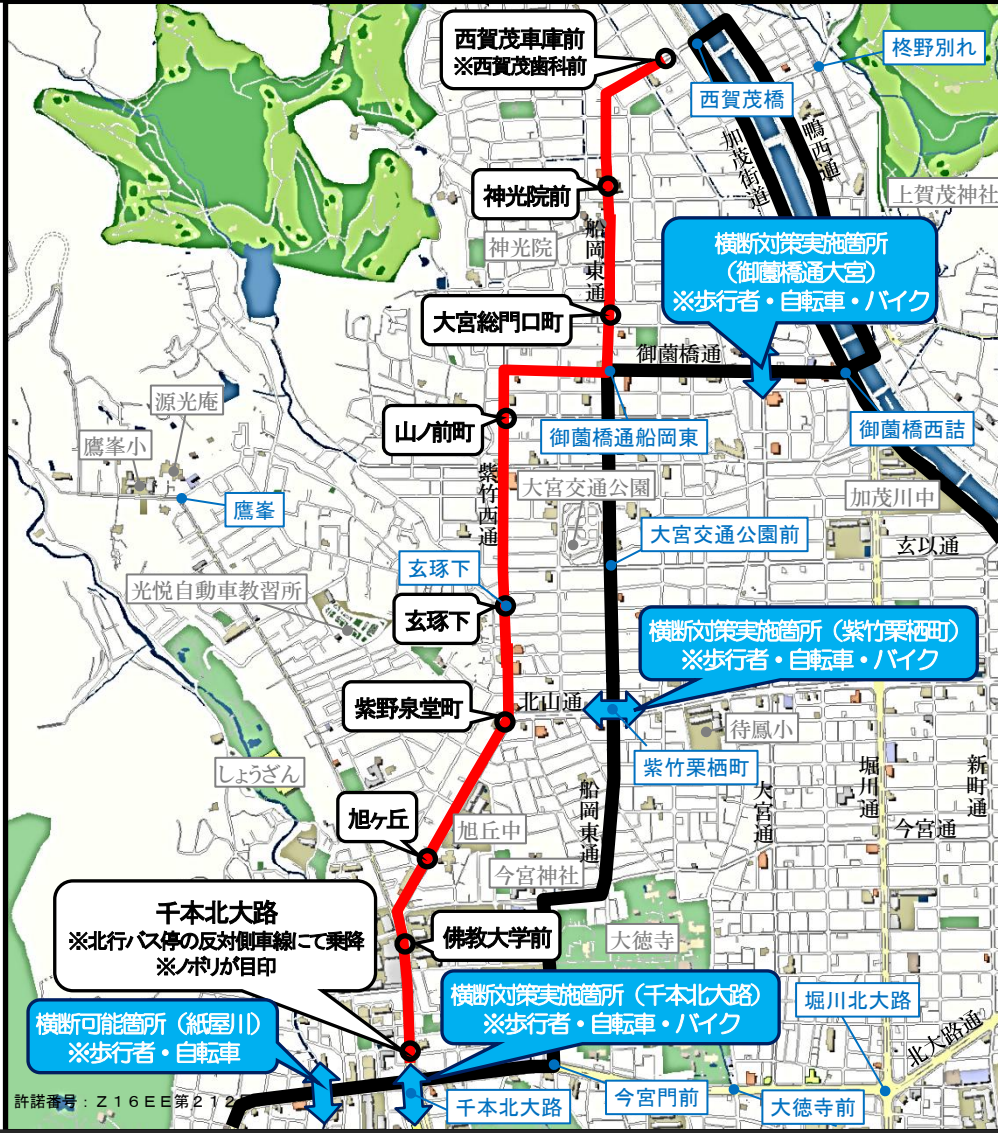 西賀茂車庫前
※西賀茂歯科前
柊野別れ
西賀茂橋
加茂街道
鴨西通
神光院前
上賀茂神社
船岡東通
神光院
横断対策実施箇所
（御薗橋通大宮）
※歩行者・自転車・バイク
大宮総門口町
御薗橋通
源光庵
山ノ前町
御薗橋通船岡東
御薗橋西詰
鷹峯小
紫竹西通
大宮交通公園
加茂川中
鷹峯
大宮交通公園前
玄以通
玄琢下
光悦自動車教習所
玄琢下
横断対策実施箇所（紫竹栗栖町）
※歩行者・自転車・バイク
紫野泉堂町
北山通
待鳳小
紫竹栗栖町
しょうざん
船岡東通
大宮通
堀川通
新町通
旭ヶ丘
旭丘中
今宮通
今宮神社
千本北大路
※北行バス停の反対側車線にて乗降
※ノボリが目印
佛教大学前
大徳寺
横断可能箇所（紙屋川）
※歩行者・自転車
横断対策実施箇所（千本北大路）
※歩行者・自転車・バイク
堀川北大路
北大路通
千本北大路
今宮門前
大徳寺前
許諾番号：Z16EE第212